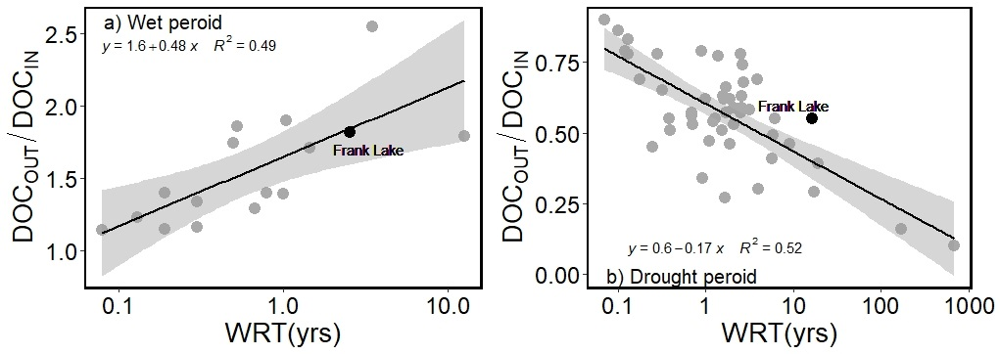 a) Wet peroid
y = 1.6+0.48 x R² = 0.49
Frank Lake
2.5
2.0
1.5
1.0
DOC_OUT / DOC_IN
0.1
1.0
10.0
WRT(yrs)
Frank Lake
y = 0.6−0.17 x R² = 0.52
b) Drought peroid
0.75
0.50
0.25
0.00
DOC_OUT / DOC_IN
0.1
1
10
100
1000
WRT(yrs)